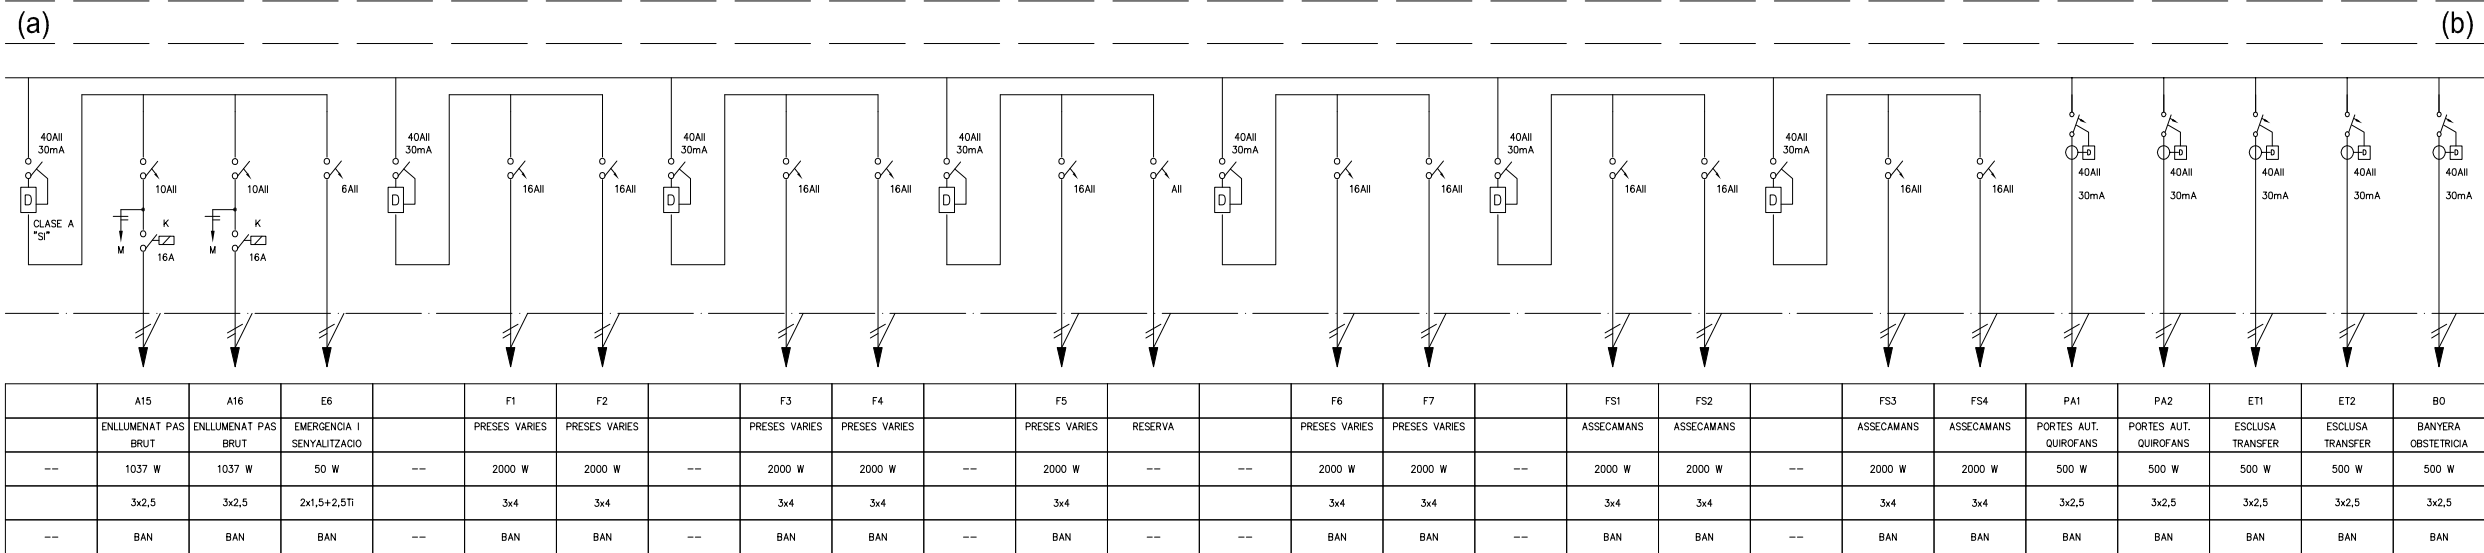 (a) (b)
40AII 40AII 40AII 40AII 40AII 40AII 40AII
30mA 30mA 30mA 30mA 30mA 30mA 30mA
D D D D D
10AII 10AII 6AII 16AII 16AII 16AII 16AII 16AII AII 16AII 16AII 16AII 16AII 16AII 16AII
40AII 40AII 40AII 40AII 40AII
30mA 30mA 30mA 30mA 30mA
D D D D D D D
CLASE A
"SI"
K K
M M
16A 16A
A15 A16 E6 F1 F2 F3 F4 F5 F6 F7 FS1 FS2 FS3 FS4 PA1 PA2 ET1 ET2 BO
ENLLUMENAT PAS ENLLUMENAT PAS EMERGENCIA I PRESES VARIES PRESES VARIES PRESES VARIES PRESES VARIES PRESES VARIES RESERVA PRESES VARIES PRESES VARIES ASSECAMANS ASSECAMANS ASSECAMANS ASSECAMANS PORTES AUT. PORTES AUT. ESCLUSA ESCLUSA BANYERA
BRUT BRUT SENYALITZACIO QUIROFANS QUIROFANS TRANSFER TRANSFER OBSTETRICIA
-- 1037 W 1037 W 50 W -- 2000 W 2000 W -- 2000 W 2000 W -- 2000 W -- -- 2000 W 2000 W -- 2000 W 2000 W -- 2000 W 2000 W 500 W 500 W 500 W 500 W 500 W
3x2,5 3x2,5 2x1,5+2,5Ti 3x4 3x4 3x4 3x4 3x4 3x4 3x4 3x4 3x4 3x4 3x4 3x2,5 3x2,5 3x2,5 3x2,5 3x2,5
-- BAN BAN BAN -- BAN BAN -- BAN BAN -- BAN -- -- BAN BAN -- BAN BAN -- BAN BAN BAN BAN BAN BAN BAN